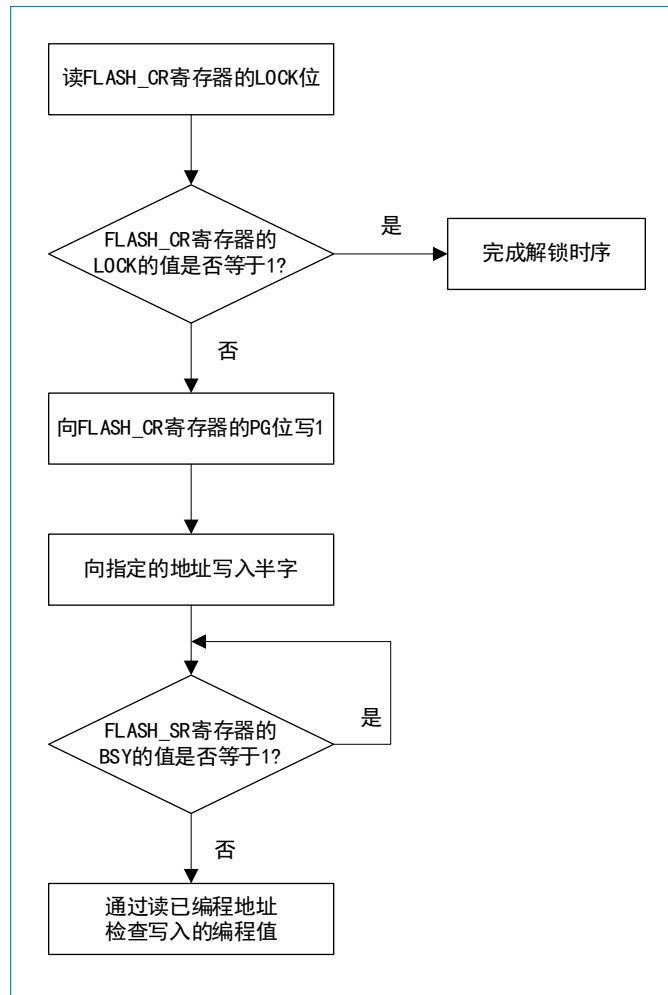 读FLASH_CR寄存器的LOCK位
FLASH_CR寄存器的
LOCK的值是否等于1?
是
完成解锁时序
否
向FLASH_CR寄存器的PG位写1
向指定的地址写入半字
FLASH_SR寄存器的
BSY的值是否等于1?
是
否
通过读已编程地址
检查写入的编程值